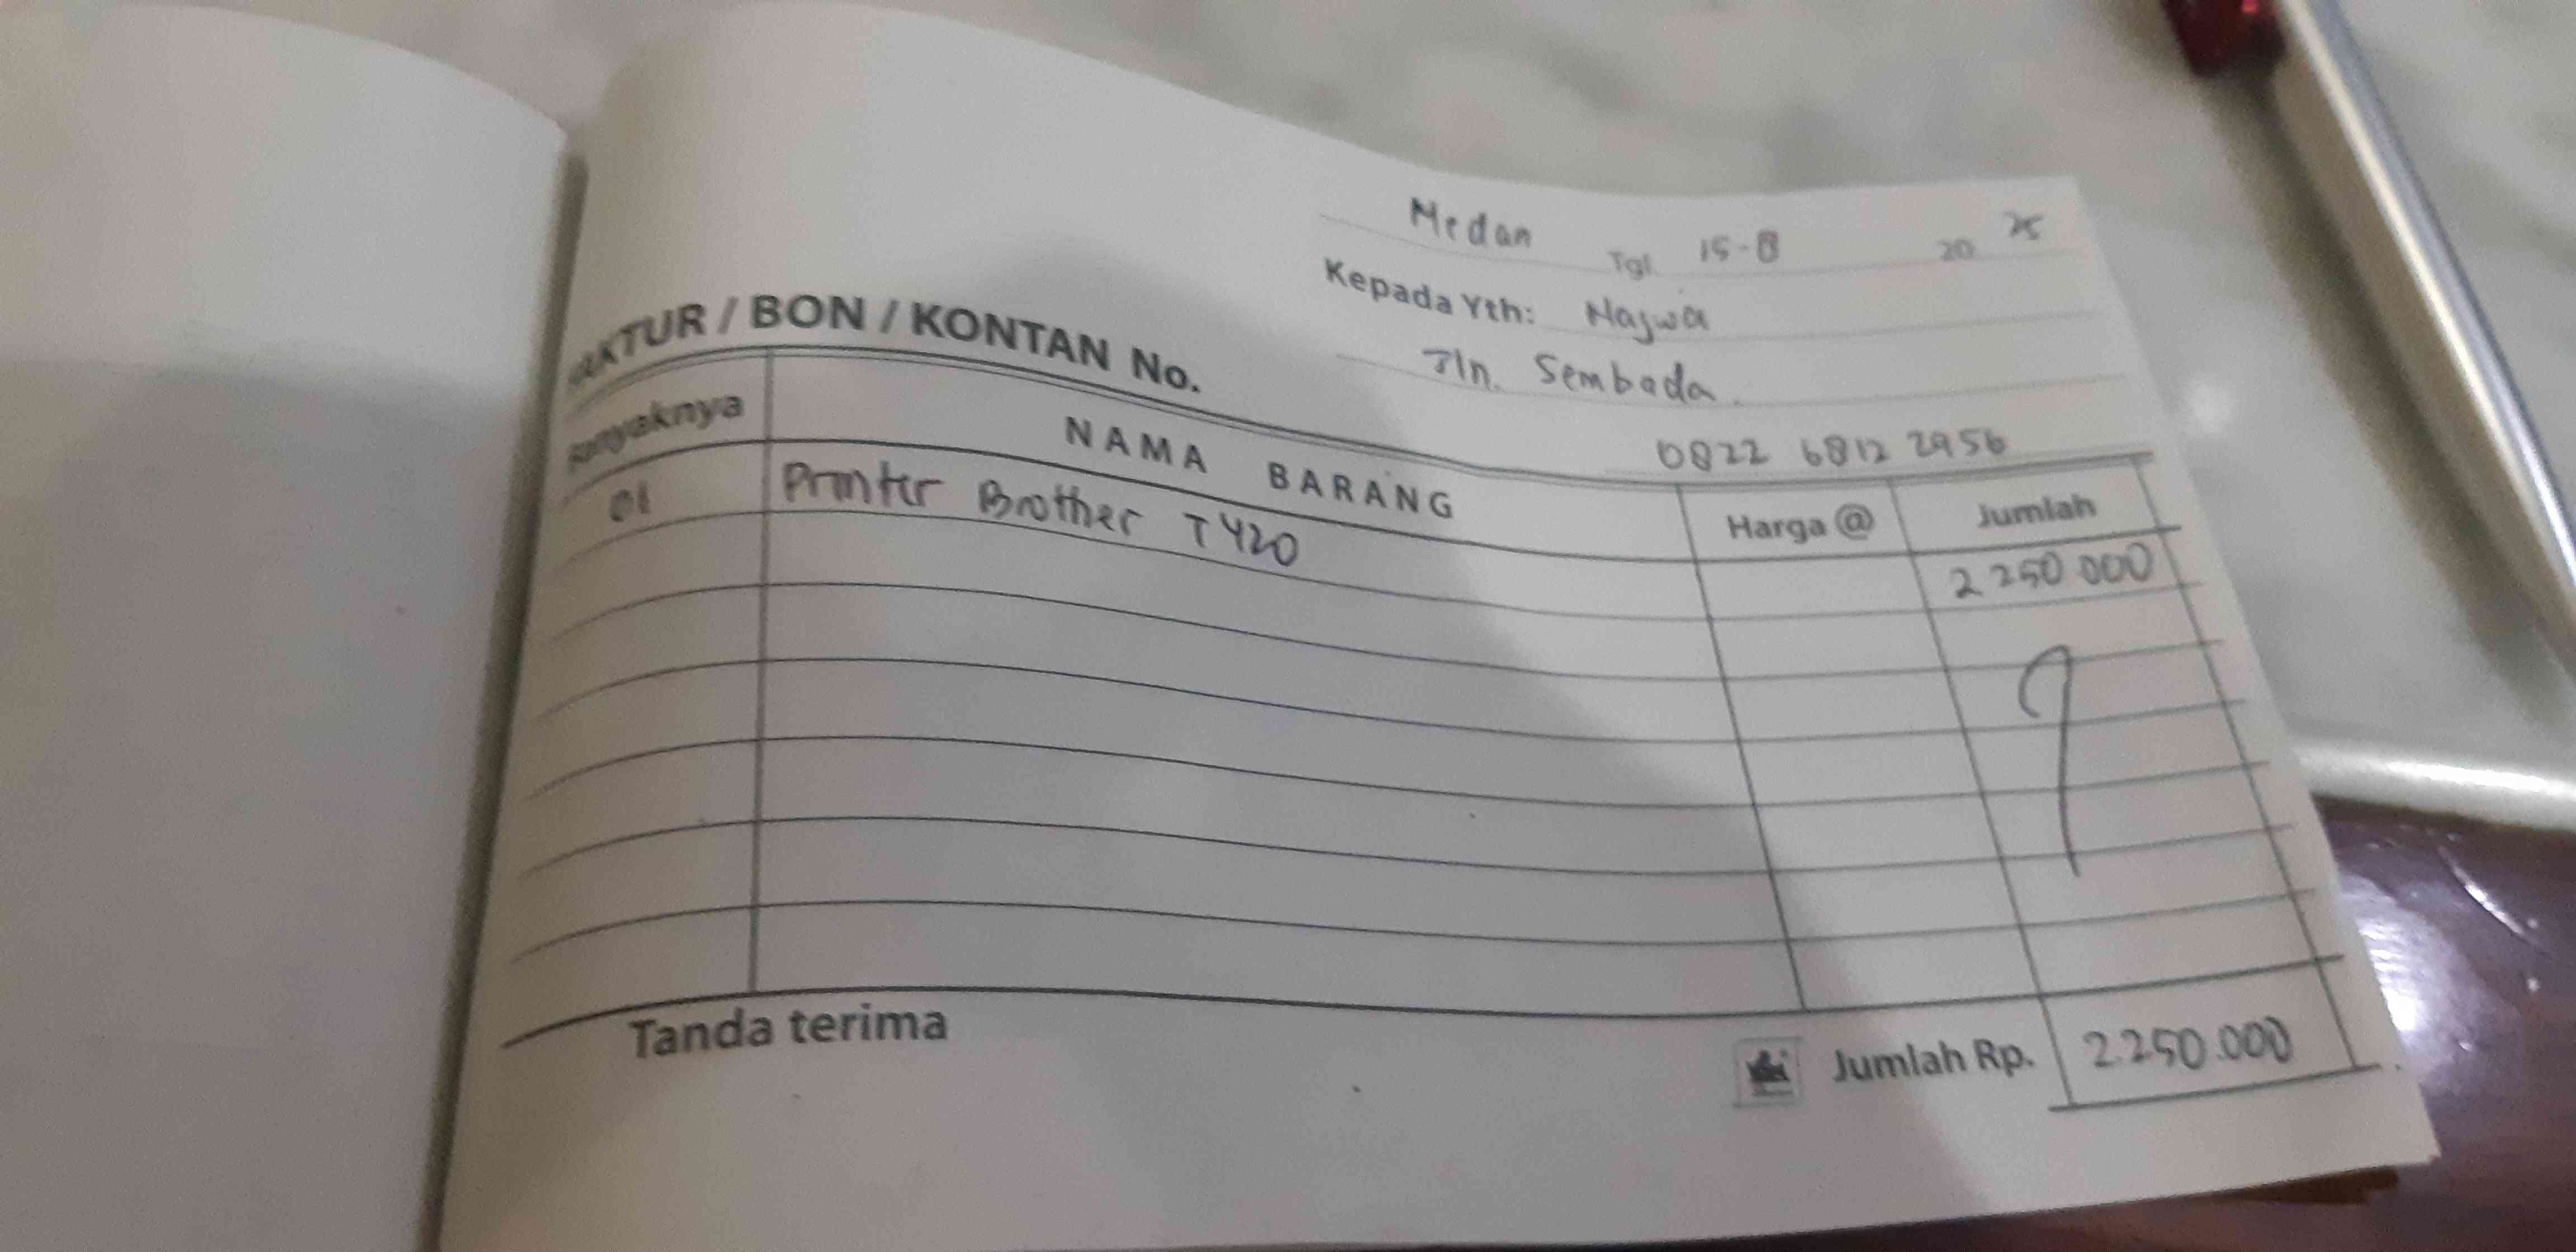 Medan Tgl 15-8 20 25
Kepada Yth: Najwa
Jln. Sembada.
0822 6812 2956
FAKTUR / BON / KONTAN No.
Banyaknya NAMA BARANG Harga @ Jumlah
01 Printer Brother T420 2 250 000
Tanda terima Jumlah Rp. 2.250.000